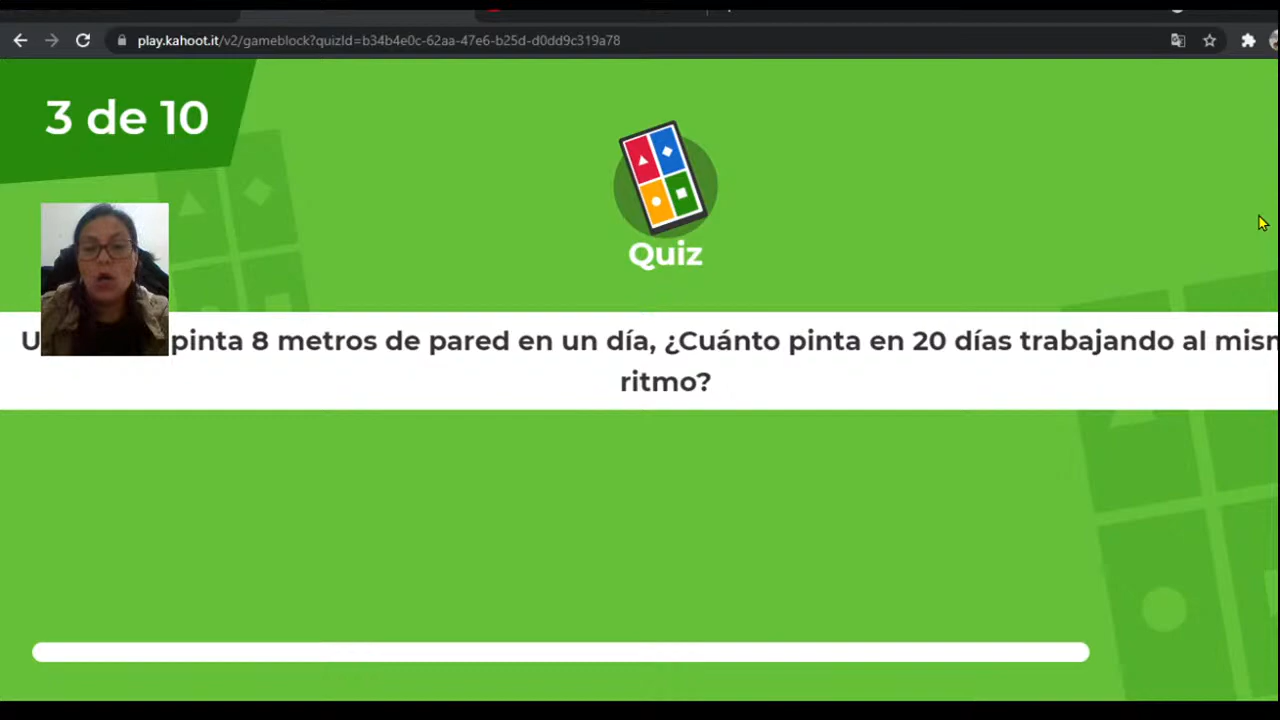 play.kahoot.it/v2/gameblock?quizId=b34b4e0c-62aa-47e6-b25d-d0dd9c319a78
3 de 10
Quiz
pinta 8 metros de pared en un día, ¿Cuánto pinta en 20 días trabajando al
ritmo?